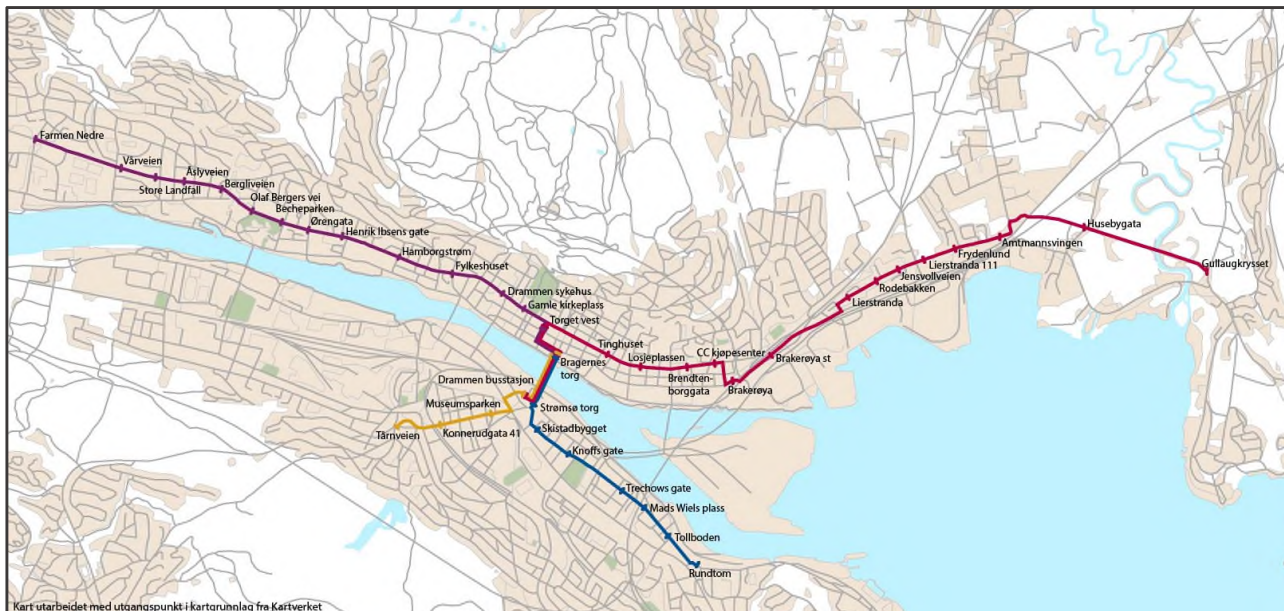 Farmen Nedre
Vårveien
Åslyveien
Store Landfall
Bergliveien
Olaf Bergers vei
Becheparken
Ørengata
Henrik Ibsens gate
Hamborgstrøm
Fylkeshuset
Drammen sykehus
Gamle kirkeplass
Torget vest
Tinghuset
Losjeplassen
CC kjøpesenter
Brendten-
borggata
Brakerøya
Brakerøya st
Lierstranda
Rodebakken
Jensvollveien
Lierstranda 111
Frydenlund
Amtmannsvingen
Husebygata
Gullaugkrysset
Bragernes
torg
Drammen busstasjon
Museumsparken
Strømsø torg
Tårnveien
Konnerudgata 41
Skistadbygget
Knoffs gate
Trechows gate
Mads Wiels plass
Tollboden
Rundtom
Kart utarbeidet med utgangspunkt i kartgrunnlag fra Kartverket